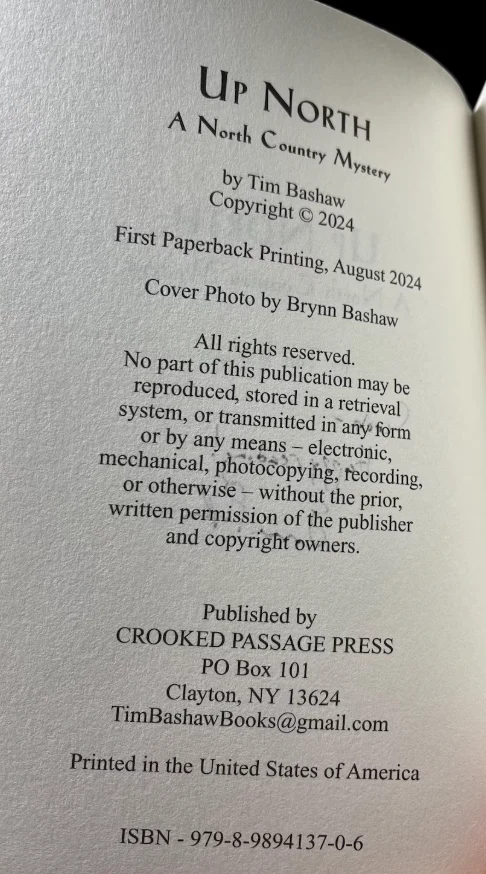 UP NORTH
A North Country Mystery
by Tim Bashaw
Copyright © 2024
First Paperback Printing, August 2024
Cover Photo by Brynn Bashaw
All rights reserved.
No part of this publication may be
reproduced, stored in a retrieval
system, or transmitted in any form
or by any means – electronic,
mechanical, photocopying, recording,
or otherwise – without the prior,
written permission of the publisher
and copyright owners.
Published by
CROOKED PASSAGE PRESS
PO Box 101
Clayton, NY 13624
TimBashawBooks@gmail.com
Printed in the United States of America
ISBN - 979-8-9894137-0-6